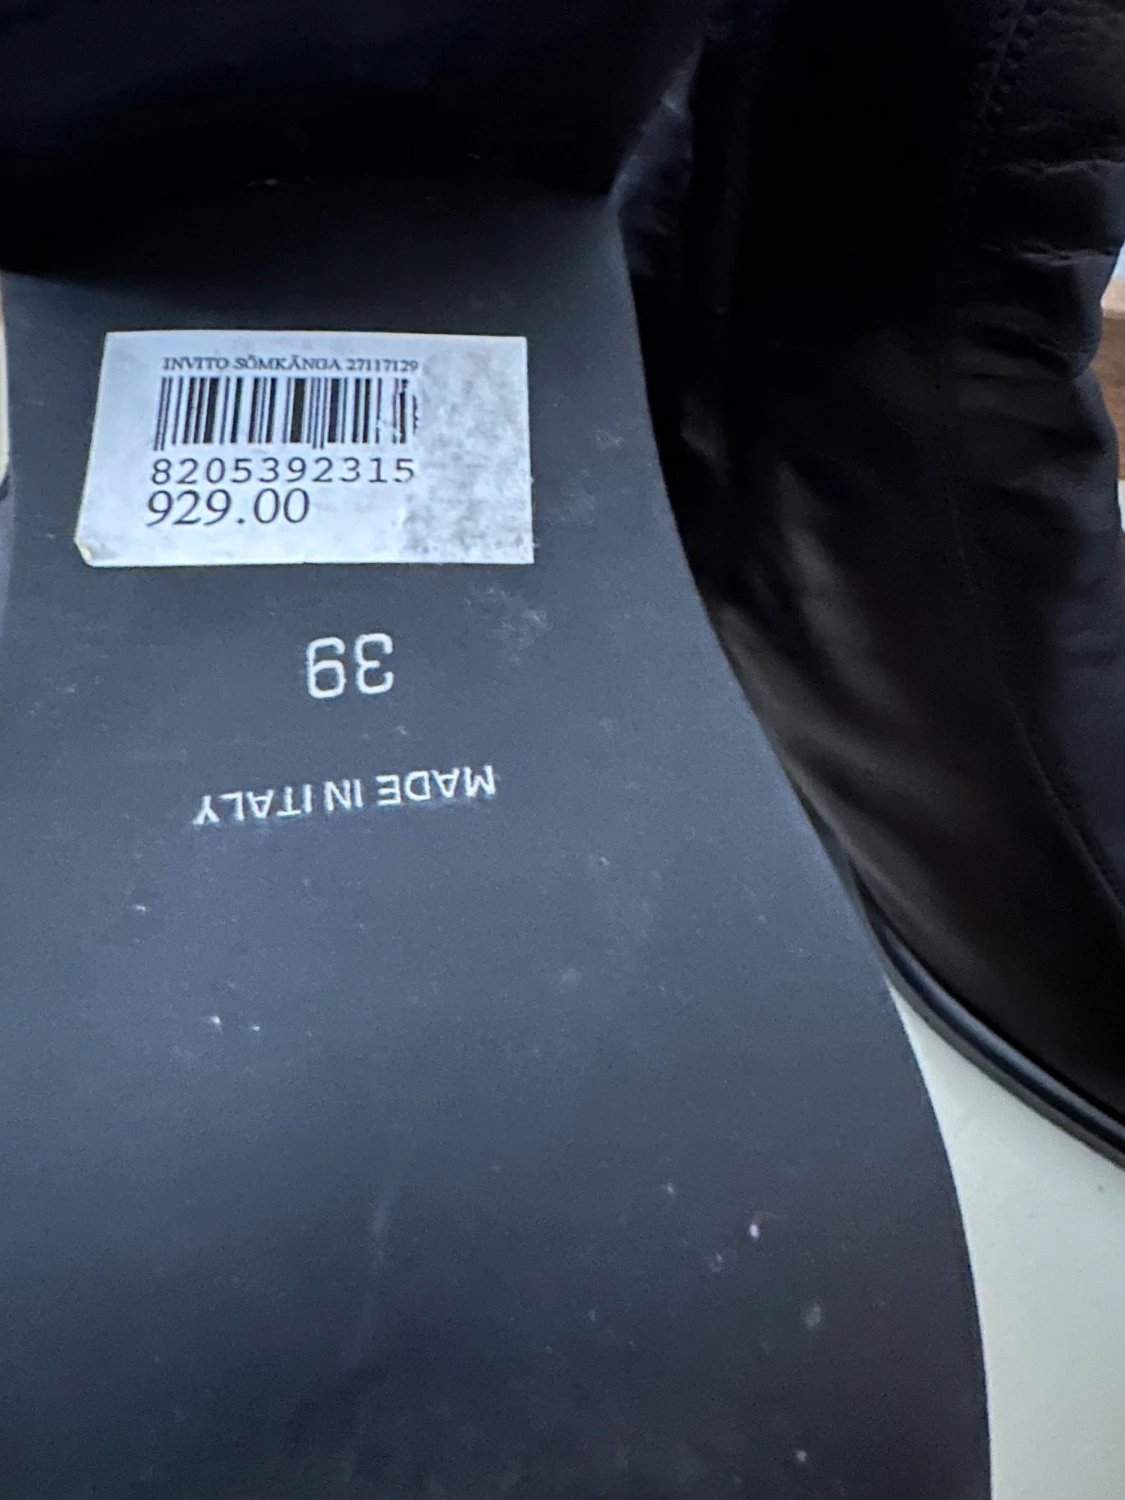 INVITO SÖMKÄNGA 27117129
8205392315
929.00
39
MADE IN ITALY